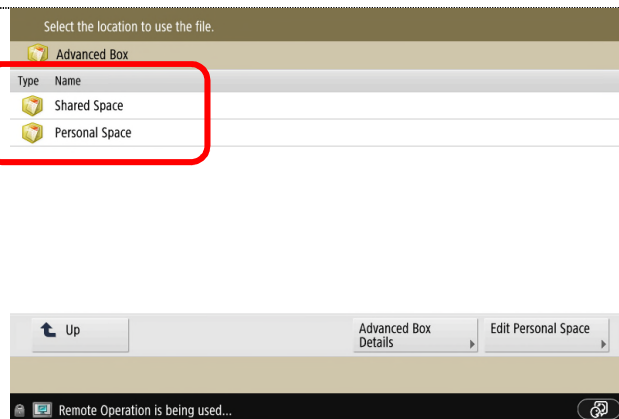 Select the location to use the file.
Advanced Box
Type Name
Shared Space
Personal Space
Up
Advanced Box
Details
Edit Personal Space
Remote Operation is being used...